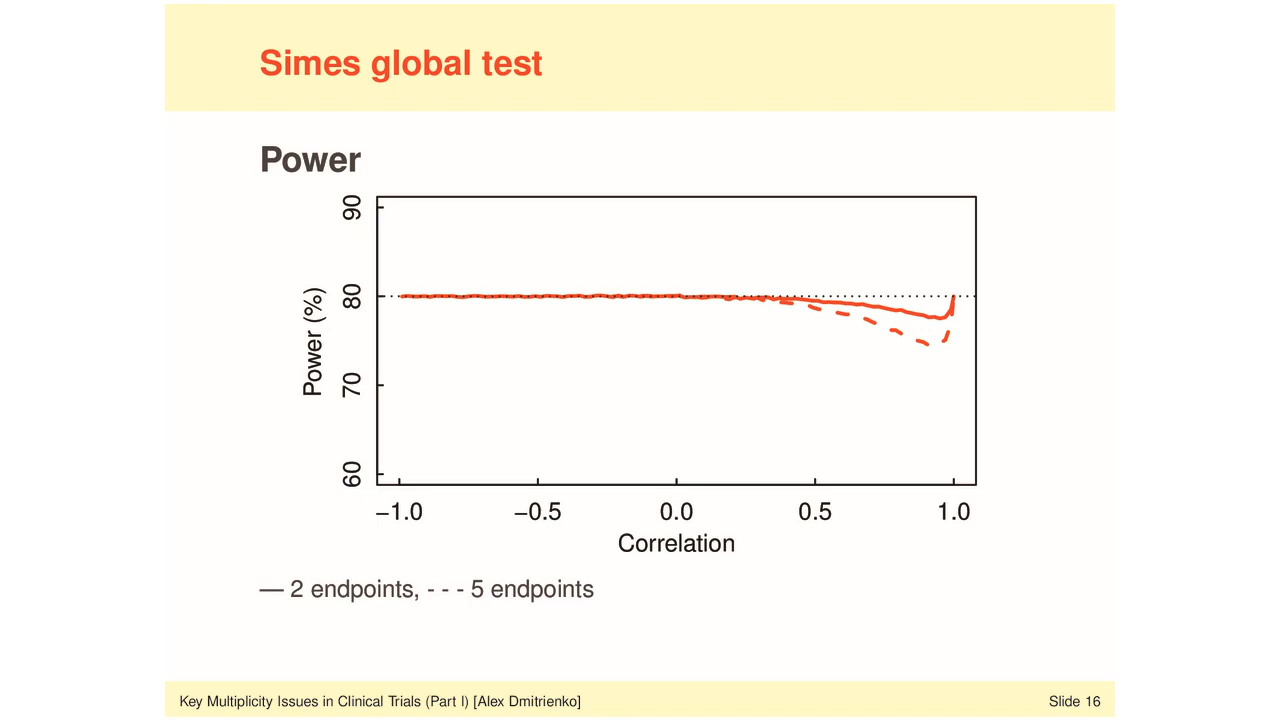 Simes global test
Power
90
80
70
60
Power (%)
−1.0 −0.5 0.0 0.5 1.0
Correlation
— 2 endpoints, - - - 5 endpoints
Key Multiplicity Issues in Clinical Trials (Part I) [Alex Dmitrienko] Slide 16